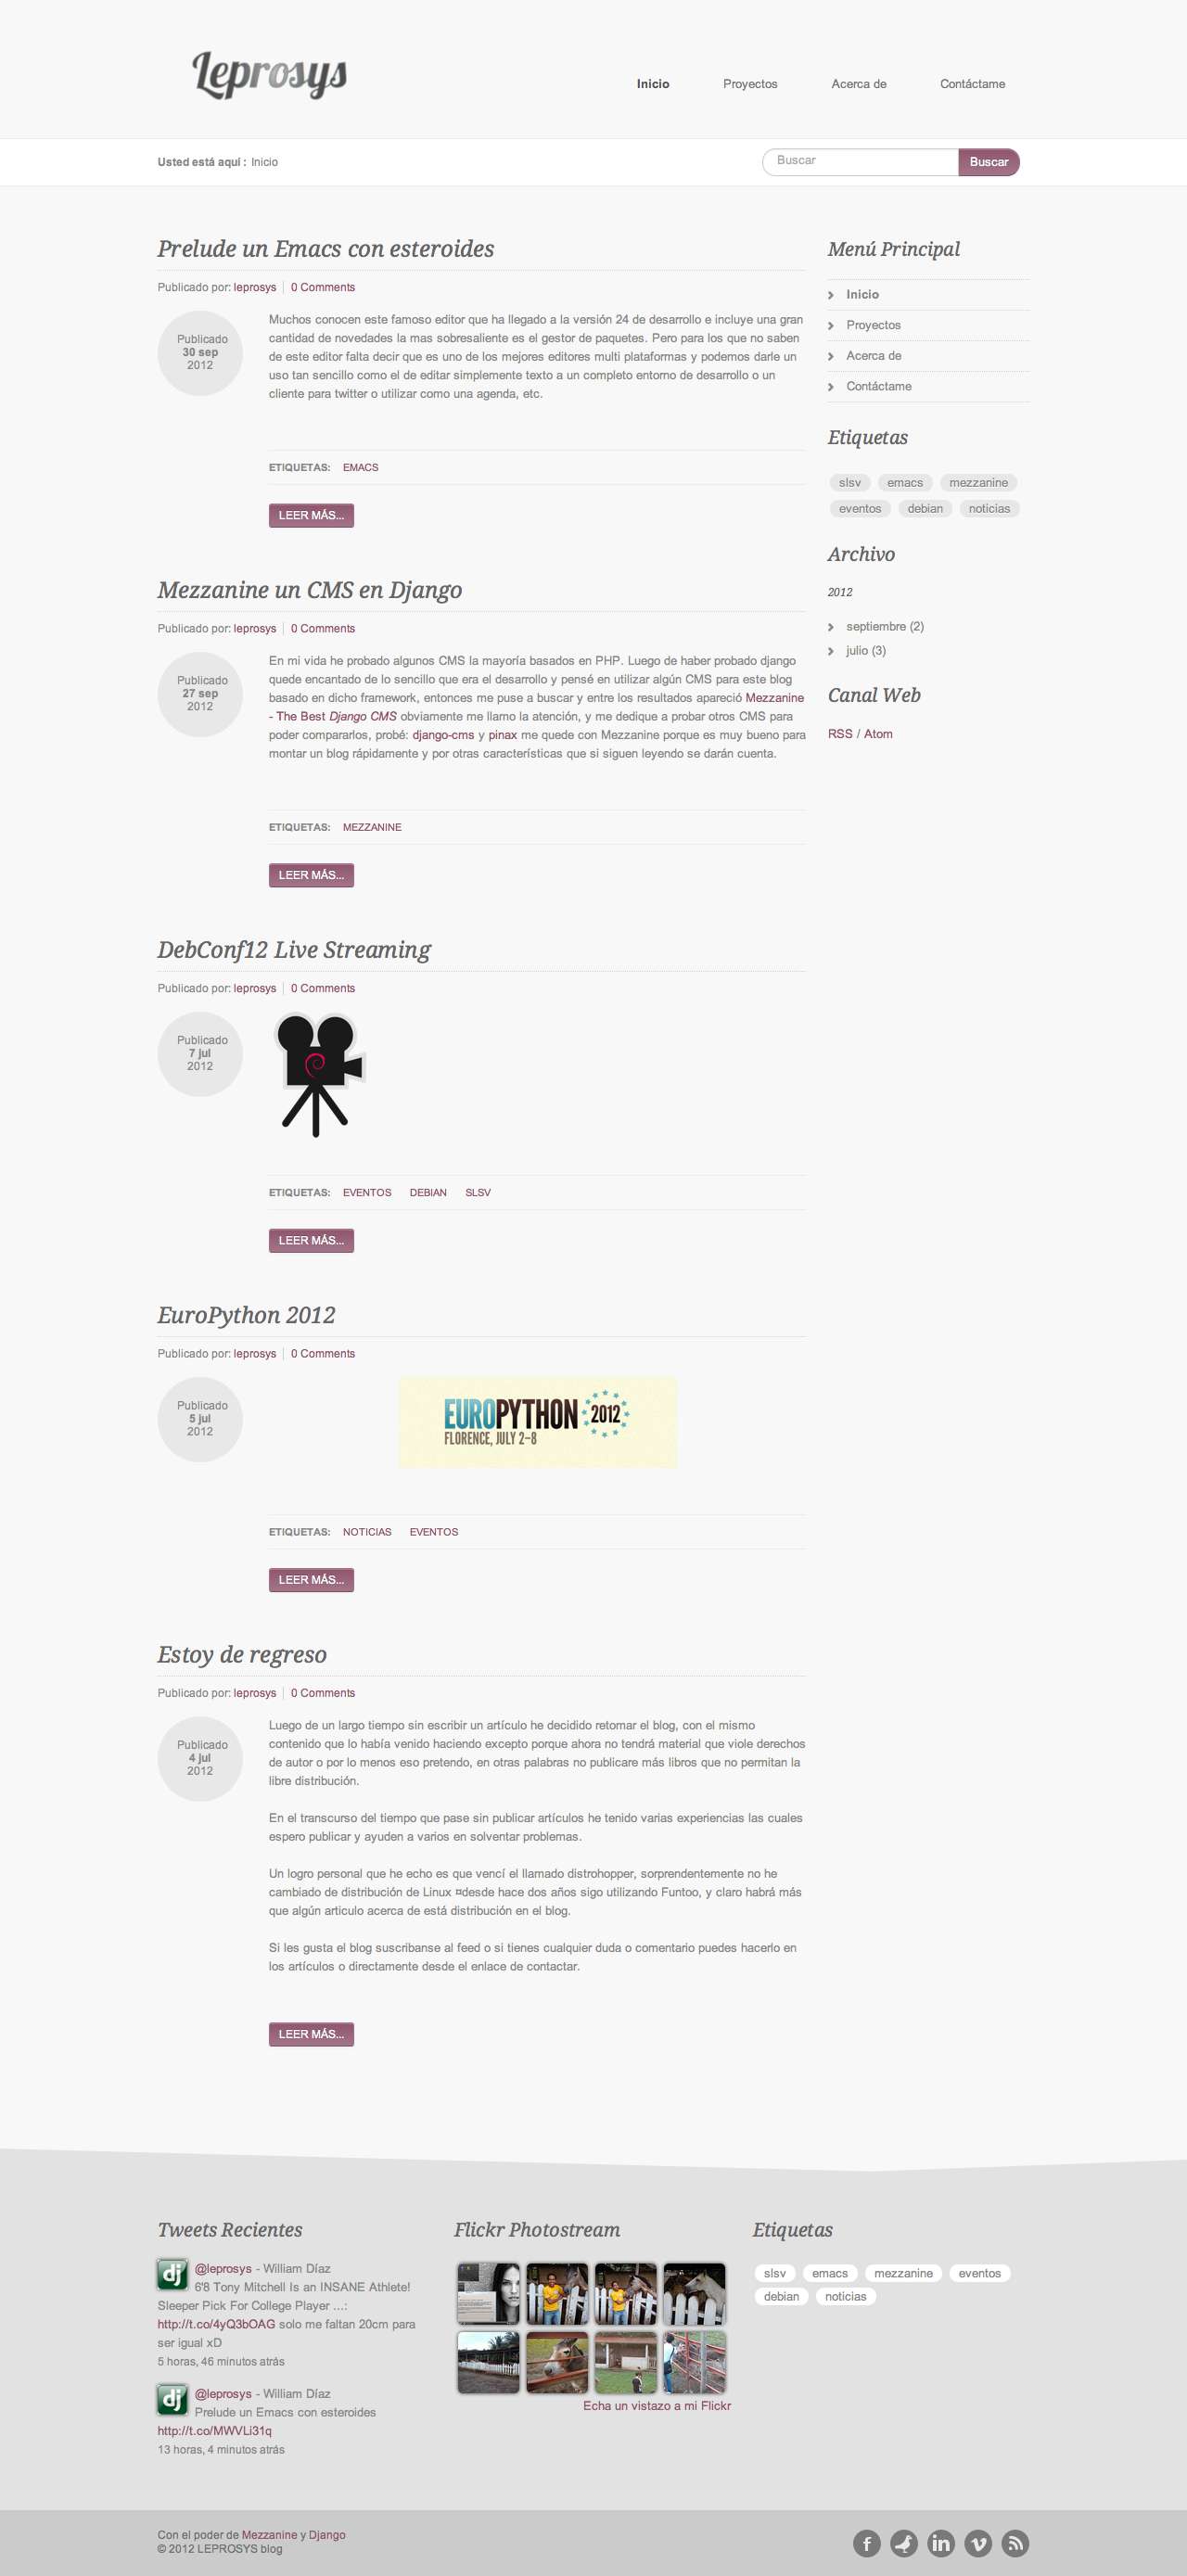 Leprosys
Inicio Proyectos Acerca de Contáctame
Usted está aquí : Inicio
Buscar Buscar
Prelude un Emacs con esteroides
Publicado por: leprosys 0 Comments
Publicado
30 sep
2012
Muchos conocen este famoso editor que ha llegado a la versión 24 de desarrollo e incluye una gran
cantidad de novedades la mas sobresaliente es el gestor de paquetes. Pero para los que no saben
de este editor falta decir que es uno de los mejores editores multi plataformas y podemos darle un
uso tan sencillo como el de editar simplemente texto a un completo entorno de desarrollo o un
cliente para twitter o utilizar como una agenda, etc.
ETIQUETAS: EMACS
LEER MÁS...
Mezzanine un CMS en Django
Publicado por: leprosys 0 Comments
Publicado
27 sep
2012
En mi vida he probado algunos CMS la mayoría basados en PHP. Luego de haber probado django
quede encantado de lo sencillo que era el desarrollo y pensé en utilizar algún CMS para este blog
basado en dicho framework, entonces me puse a buscar y entre los resultados apareció Mezzanine
- The Best Django CMS obviamente me llamo la atención, y me dedique a probar otros CMS para
poder compararlos, probé: django-cms y pinax me quede con Mezzanine porque es muy bueno para
montar un blog rápidamente y por otras características que si siguen leyendo se darán cuenta.
ETIQUETAS: MEZZANINE
LEER MÁS...
DebConf12 Live Streaming
Publicado por: leprosys 0 Comments
Publicado
7 jul
2012
ETIQUETAS: EVENTOS DEBIAN SLSV
LEER MÁS...
EuroPython 2012
Publicado por: leprosys 0 Comments
Publicado
5 jul
2012
EUROPYTHON 2012
FLORENCE, JULY 2–8
ETIQUETAS: NOTICIAS EVENTOS
LEER MÁS...
Estoy de regreso
Publicado por: leprosys 0 Comments
Publicado
4 jul
2012
Luego de un largo tiempo sin escribir un artículo he decidido retomar el blog, con el mismo
contenido que lo había venido haciendo excepto porque ahora no tendrá material que viole derechos
de autor o por lo menos eso pretendo, en otras palabras no publicare más libros que no permitan la
libre distribución.
En el transcurso del tiempo que pase sin publicar artículos he tenido varias experiencias las cuales
espero publicar y ayuden a varios en solventar problemas.
Un logro personal que he echo es que vencí el llamado distrohopper, sorprendentemente no he
cambiado de distribución de Linux ¤desde hace dos años sigo utilizando Funtoo, y claro habrá más
que algún articulo acerca de está distribución en el blog.
Si les gusta el blog suscribanse al feed o si tienes cualquier duda o comentario puedes hacerlo en
los artículos o directamente desde el enlace de contactar.
LEER MÁS...
Menú Principal
Inicio
Proyectos
Acerca de
Contáctame
Etiquetas
slsv emacs mezzanine
eventos debian noticias
Archivo
2012
septiembre (2)
julio (3)
Canal Web
RSS / Atom
Tweets Recientes
dj @leprosys - William Díaz
6'8 Tony Mitchell Is an INSANE Athlete!
Sleeper Pick For College Player ...:
http://t.co/4yQ3bOAG solo me faltan 20cm para
ser igual xD
5 horas, 46 minutos atrás
dj @leprosys - William Díaz
Prelude un Emacs con esteroides
http://t.co/MWVLi31q
13 horas, 4 minutos atrás
Flickr Photostream
Echa un vistazo a mi Flickr
Etiquetas
slsv emacs mezzanine eventos
debian noticias
Con el poder de Mezzanine y Django
© 2012 LEPROSYS blog